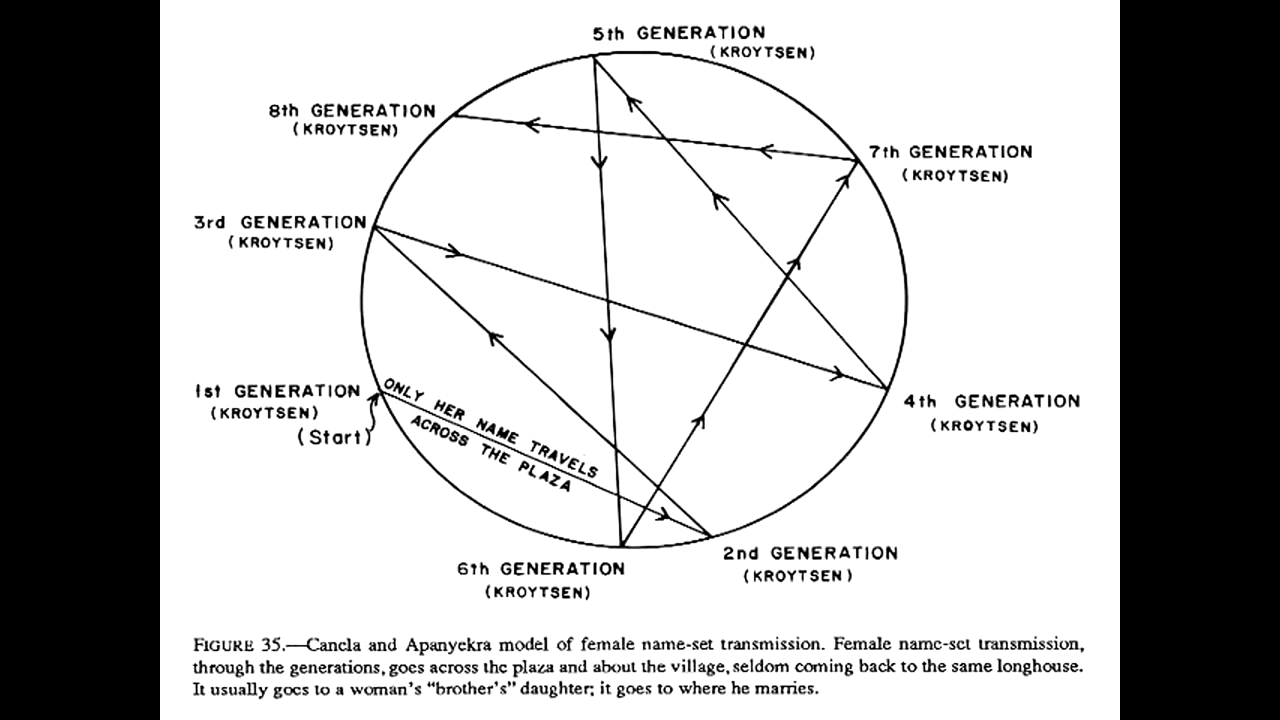 5th GENERATION
(KROYTSEN)
8th GENERATION
(KROYTSEN)
7th GENERATION
(KROYTSEN)
3rd GENERATION
(KROYTSEN)
1st GENERATION
(KROYTSEN)
(Start)
ONLY HER NAME TRAVELS
ACROSS THE PLAZA
4th GENERATION
(KROYTSEN)
2nd GENERATION
(KROYTSEN)
6th GENERATION
(KROYTSEN)
FIGURE 35.—Canela and Apanyekra model of female name-set transmission. Female name-set transmission,
through the generations, goes across the plaza and about the village, seldom coming back to the same longhouse.
It usually goes to a woman's "brother's" daughter; it goes to where he marries.